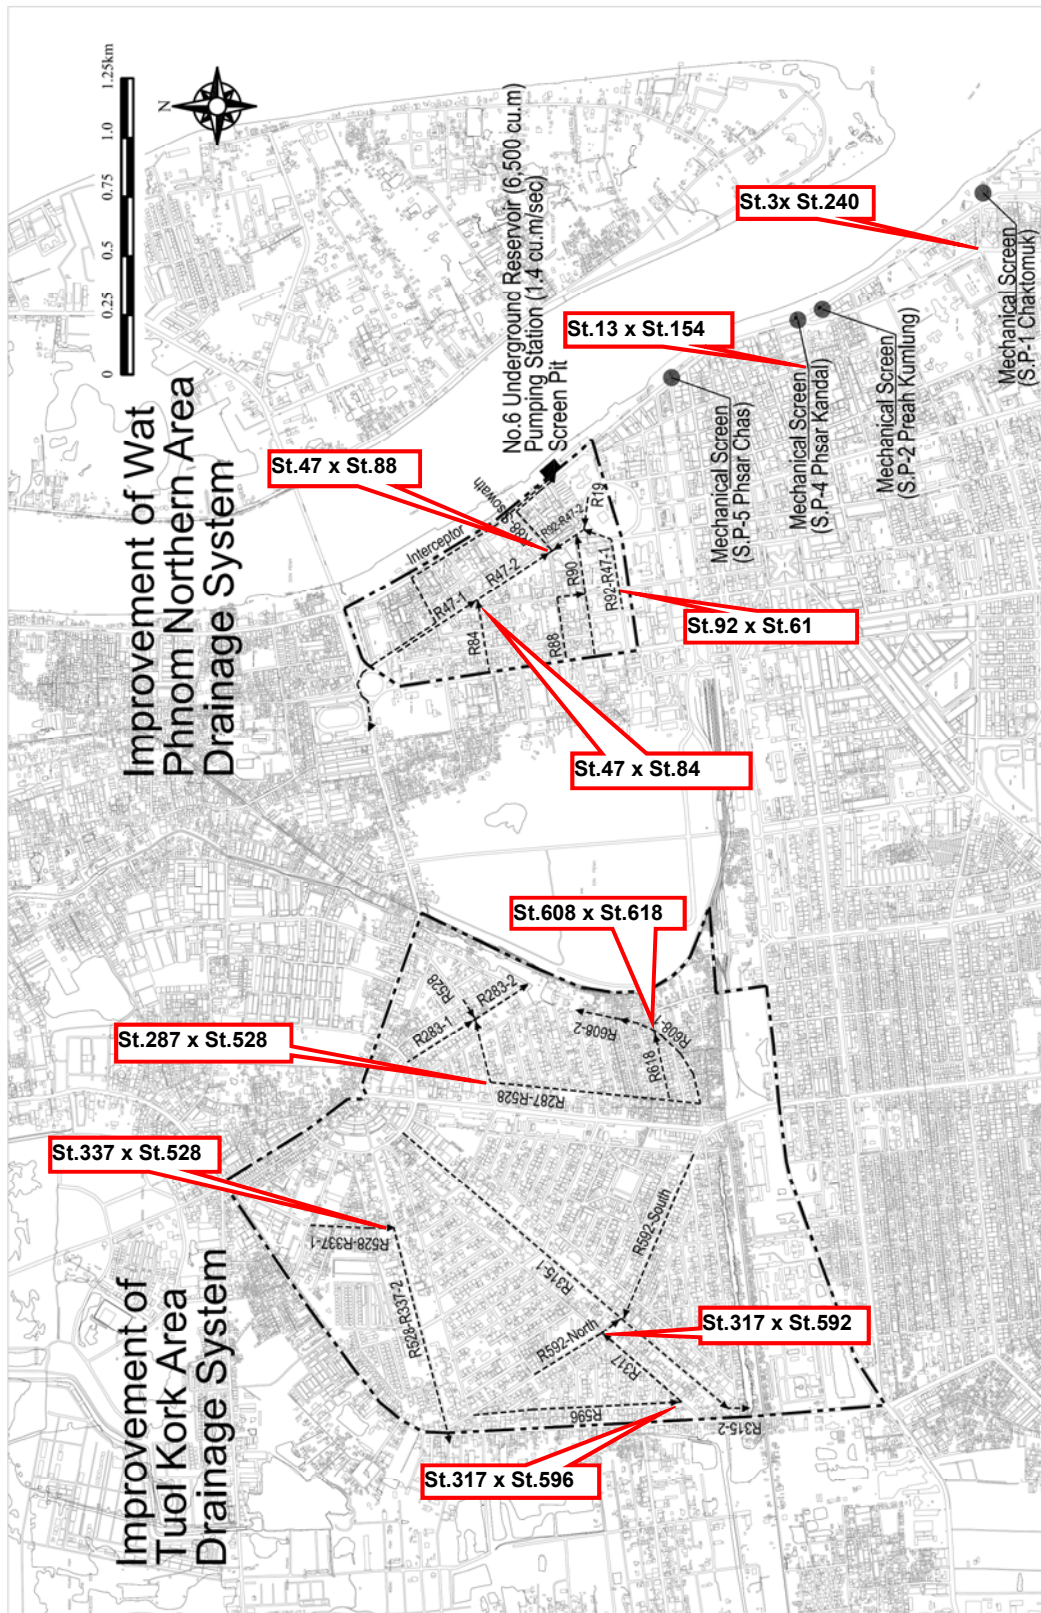 Improvement of Wat
Phnom Northern Area
Drainage System
0
0.25
0.5
0.75
1.0
1.25km
N
No.6 Underground Reservoir (6,500 cu.m)
Pumping Station (1.4 cu.m/sec)
Screen Pit
St.3x St.240
St.13 x St.154
St.47 x St.88
St.92 x St.61
St.47 x St.84
Mechanical Screen
(S.P-5 Phsar Chas)
Mechanical Screen
(S.P-4 Phsar Kandal)
Mechanical Screen
(S.P-2 Preah Kumlung)
Mechanical Screen
(S.P-1 Chaktomuk)
Interceptor
R47-1
R47-2
R84
R88
R90
R92-R47-1
R92-R47-2
R19
St.608 x St.618
St.287 x St.528
St.337 x St.528
St.317 x St.592
St.317 x St.596
R528
R283-1
R283-2
R287-R528
R608-2
R608-1
R618
R528-R337-1
R528-R337-2
R315-1
R592-South
R592-North
R317
R596
R315-2
Improvement of
Tuol Kork Area
Drainage System